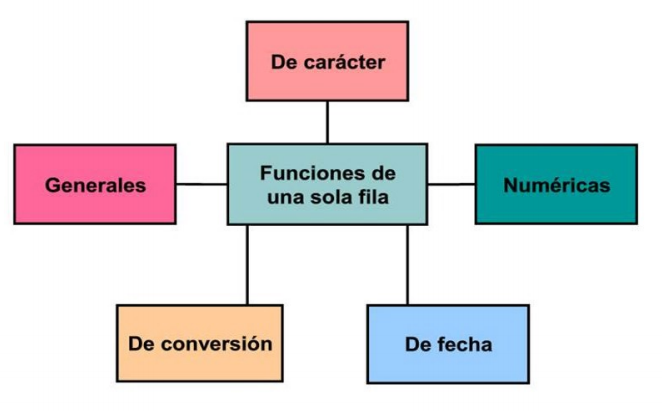 De carácter
Generales
Funciones de
una sola fila
Numéricas
De conversión
De fecha